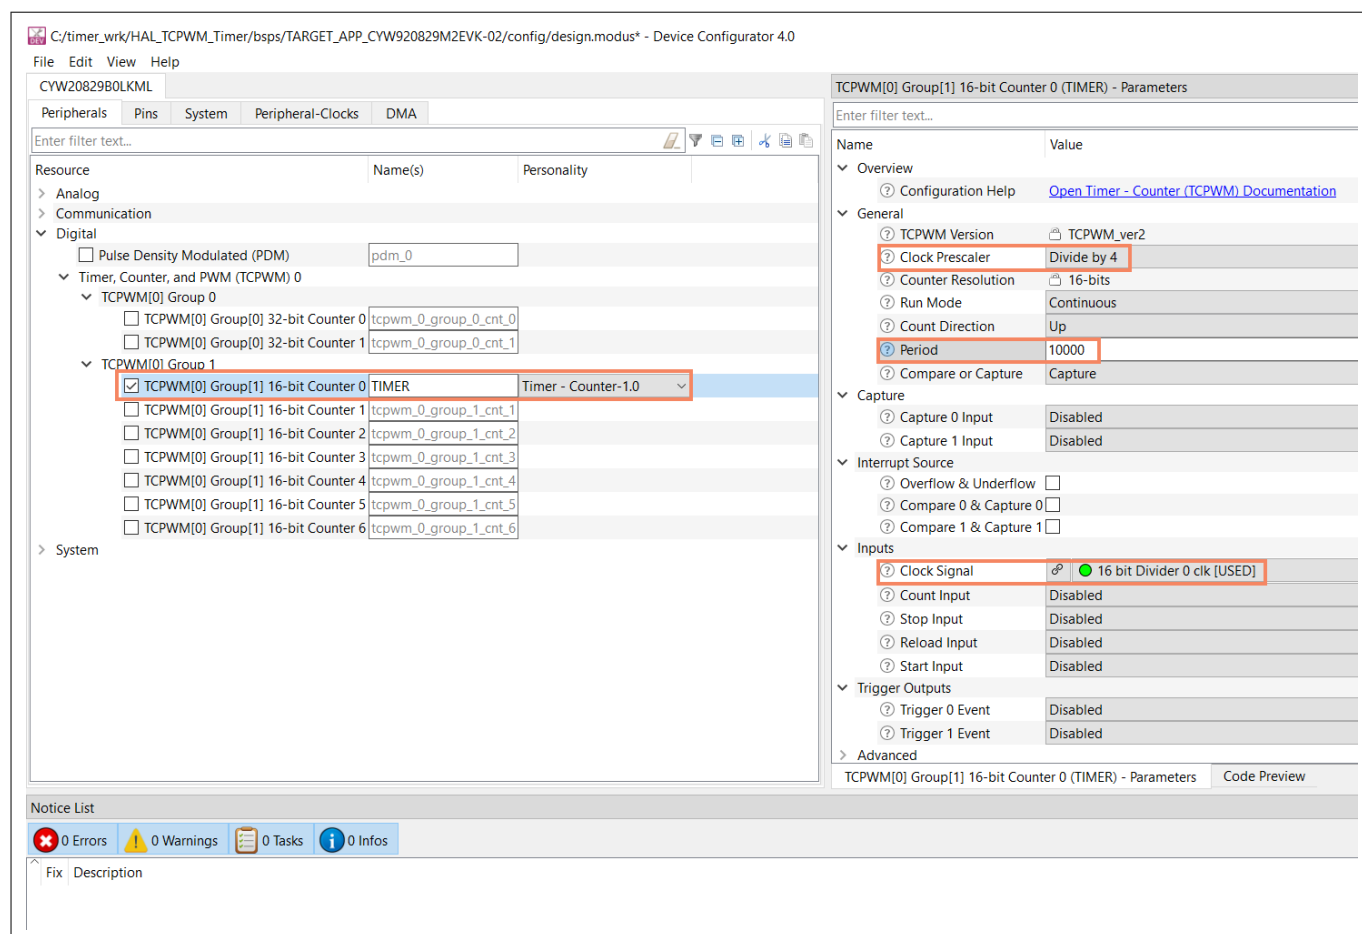 C:/timer_wrk/HAL_TCPWM_Timer/bsps/TARGET_APP_CYW920829M2EVK-02/config/design.modus* - Device Configurator 4.0
File Edit View Help
CYW20829B0LKML
Peripherals Pins System Peripheral-Clocks DMA
Enter filter text...
Resource Name(s) Personality
Analog
Communication
Digital
Pulse Density Modulated (PDM) pdm_0
Timer, Counter, and PWM (TCPWM) 0
TCPWM[0] Group 0
TCPWM[0] Group[0] 32-bit Counter 0 tcpwm_0_group_0_cnt_0
TCPWM[0] Group[0] 32-bit Counter 1 tcpwm_0_group_0_cnt_1
TCPWM[0] Group 1
TCPWM[0] Group[1] 16-bit Counter 0 TIMER Timer - Counter-1.0
TCPWM[0] Group[1] 16-bit Counter 1 tcpwm_0_group_1_cnt_1
TCPWM[0] Group[1] 16-bit Counter 2 tcpwm_0_group_1_cnt_2
TCPWM[0] Group[1] 16-bit Counter 3 tcpwm_0_group_1_cnt_3
TCPWM[0] Group[1] 16-bit Counter 4 tcpwm_0_group_1_cnt_4
TCPWM[0] Group[1] 16-bit Counter 5 tcpwm_0_group_1_cnt_5
TCPWM[0] Group[1] 16-bit Counter 6 tcpwm_0_group_1_cnt_6
System
TCPWM[0] Group[1] 16-bit Counter 0 (TIMER) - Parameters
Enter filter text...
Name Value
Overview
Configuration Help Open Timer - Counter (TCPWM) Documentation
General
TCPWM Version TCPWM_ver2
Clock Prescaler Divide by 4
Counter Resolution 16-bits
Run Mode Continuous
Count Direction Up
Period 10000
Compare or Capture Capture
Capture
Capture 0 Input Disabled
Capture 1 Input Disabled
Interrupt Source
Overflow & Underflow
Compare 0 & Capture 0
Compare 1 & Capture 1
Inputs
Clock Signal 16 bit Divider 0 clk [USED]
Count Input Disabled
Stop Input Disabled
Reload Input Disabled
Start Input Disabled
Trigger Outputs
Trigger 0 Event Disabled
Trigger 1 Event Disabled
Advanced
TCPWM[0] Group[1] 16-bit Counter 0 (TIMER) - Parameters Code Preview
Notice List
0 Errors 0 Warnings 0 Tasks 0 Infos
Fix Description